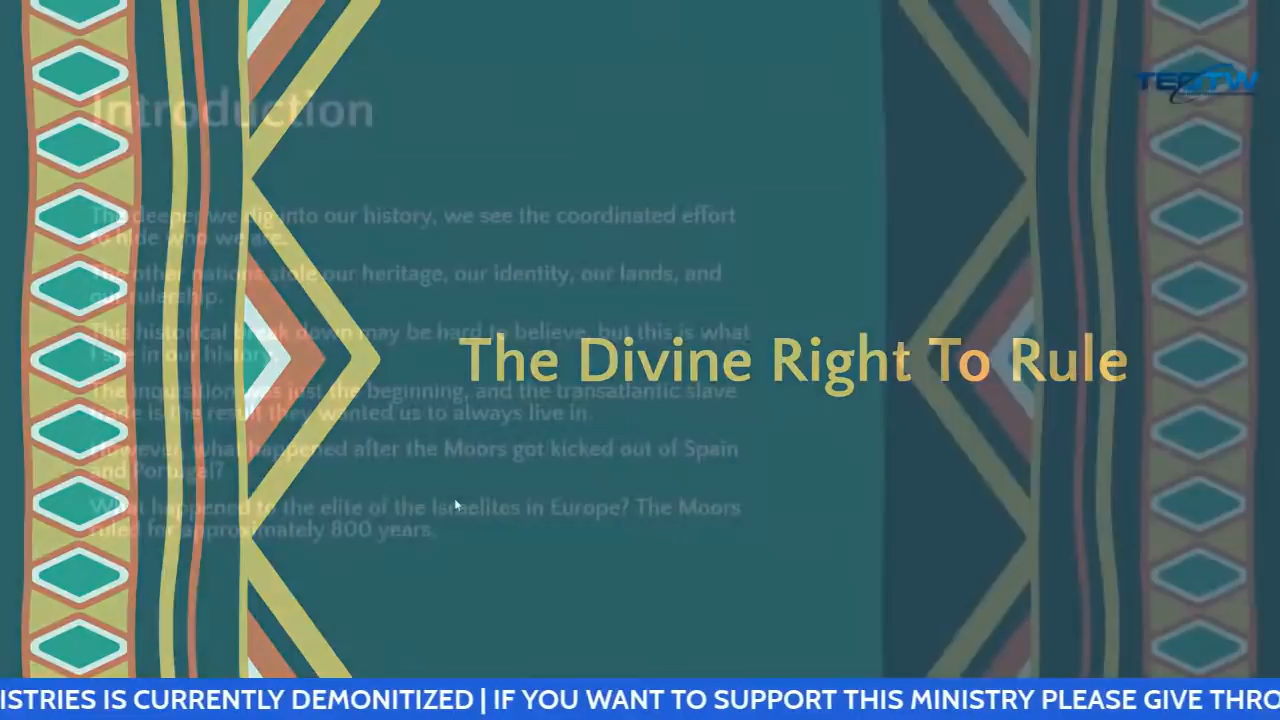 TEOTW
Introduction
The deeper we dig into our history, we see the coordinated effort
to hide who we are.
The other nations stole our heritage, our identity, our lands, and
our rulership.
This historical break down may be hard to believe, but this is what
I see in our history.
The Divine Right To Rule
The inquisition was just the beginning, and the transatlantic slave
trade is the result they wanted us to always live in.
However, what happened after the Moors got kicked out of Spain
and Portugal?
What happened to the elite of the Israelites in Europe? The Moors
ruled for approximately 800 years.
ISTRIES IS CURRENTLY DEMONITIZED | IF YOU WANT TO SUPPORT THIS MINISTRY PLEASE GIVE THRO